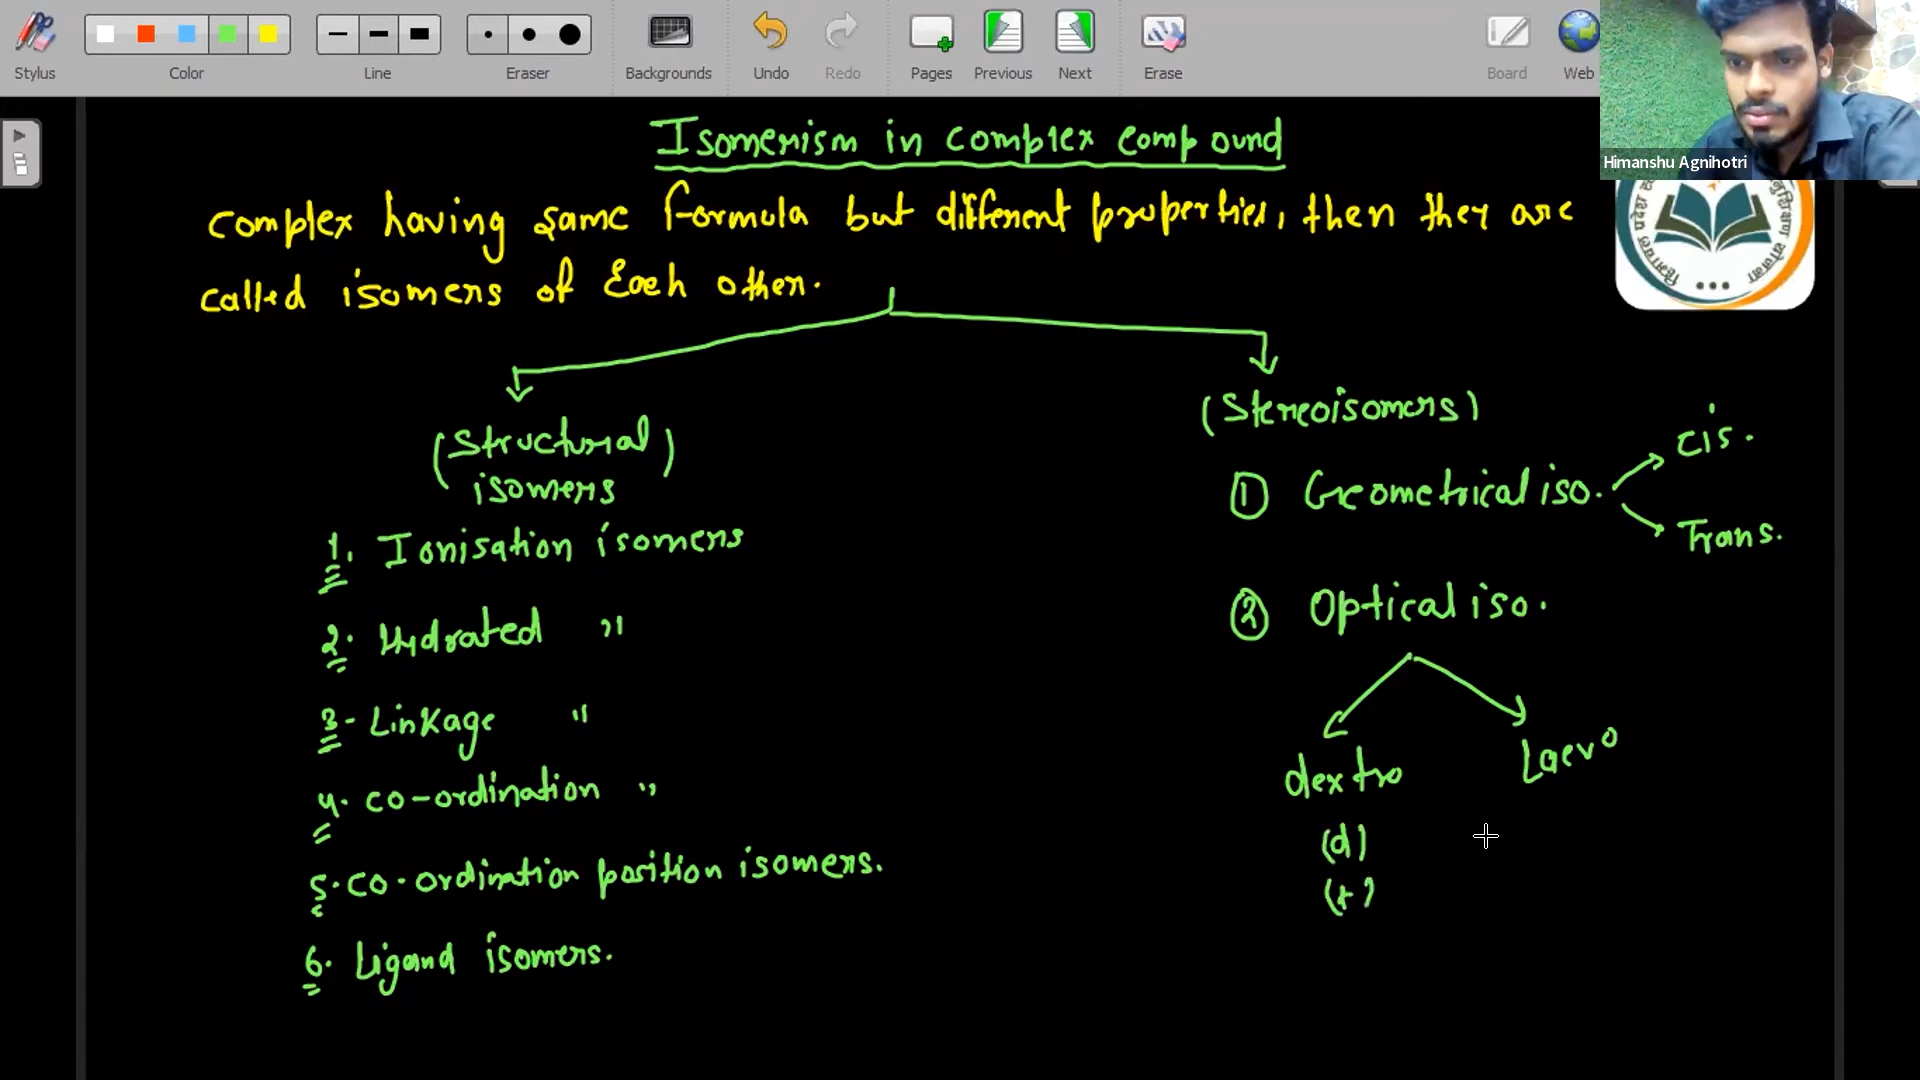 Stylus
Color
Line
Eraser
Backgrounds
Undo
Redo
Pages
Previous
Next
Erase
Board
Web
Himanshu Agnihotri
Isomerism in complex compound
complex having same formula but different properties, then they are
called isomers of Each other.
(Structural
isomers)
1. Ionisation isomers
2. Hydrated "
3- Linkage "
4. co-ordination "
5. co-ordination position isomers.
6. Ligand isomers.
(Stereoisomers)
① Geometrical iso.
cis.
Trans.
② Optical iso.
dextro
(d)
(+)
Laevo